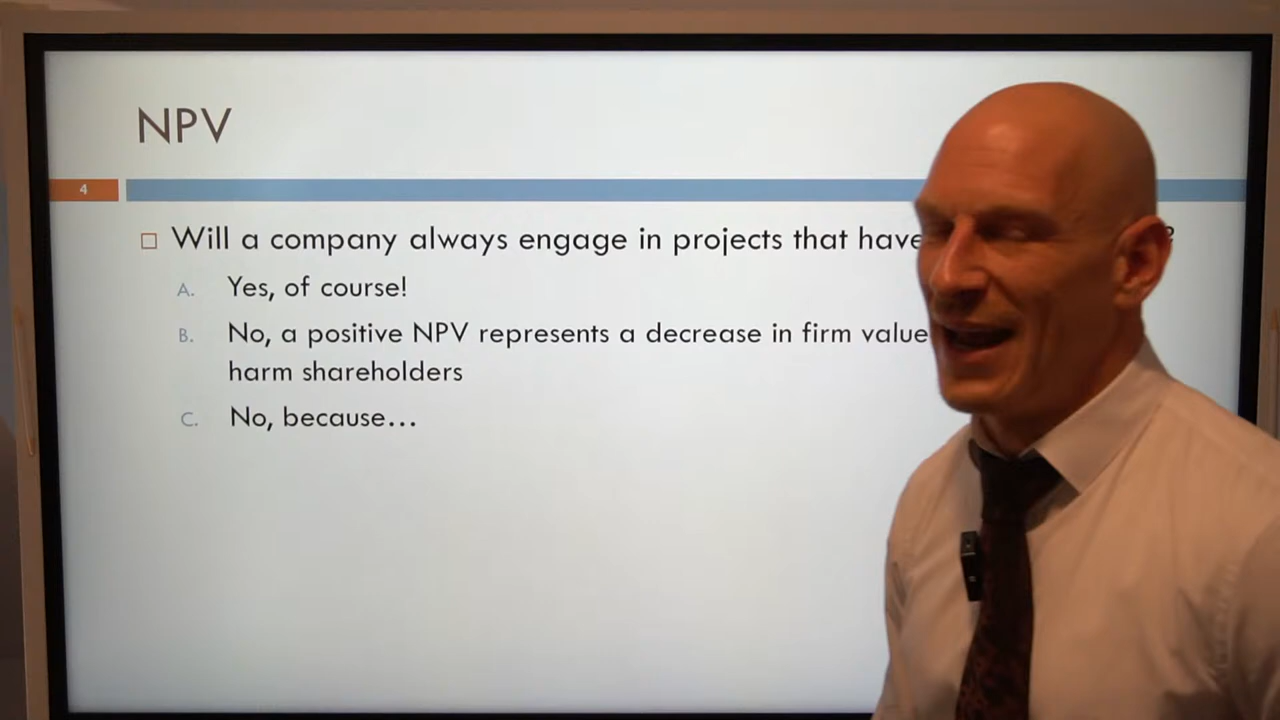 NPV
4
Will a company always engage in projects that have ?
A. Yes, of course!
B. No, a positive NPV represents a decrease in firm value
harm shareholders
C. No, because…